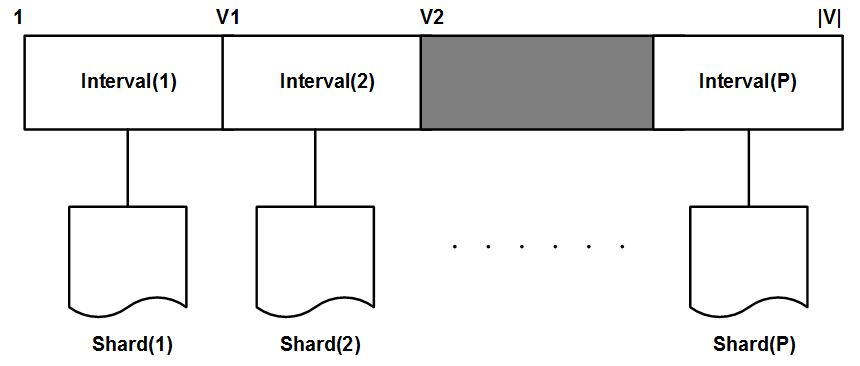 1 V1 V2 |V|
Interval(1) Interval(2) Interval(P)
. . . . . .
Shard(1) Shard(2) Shard(P)